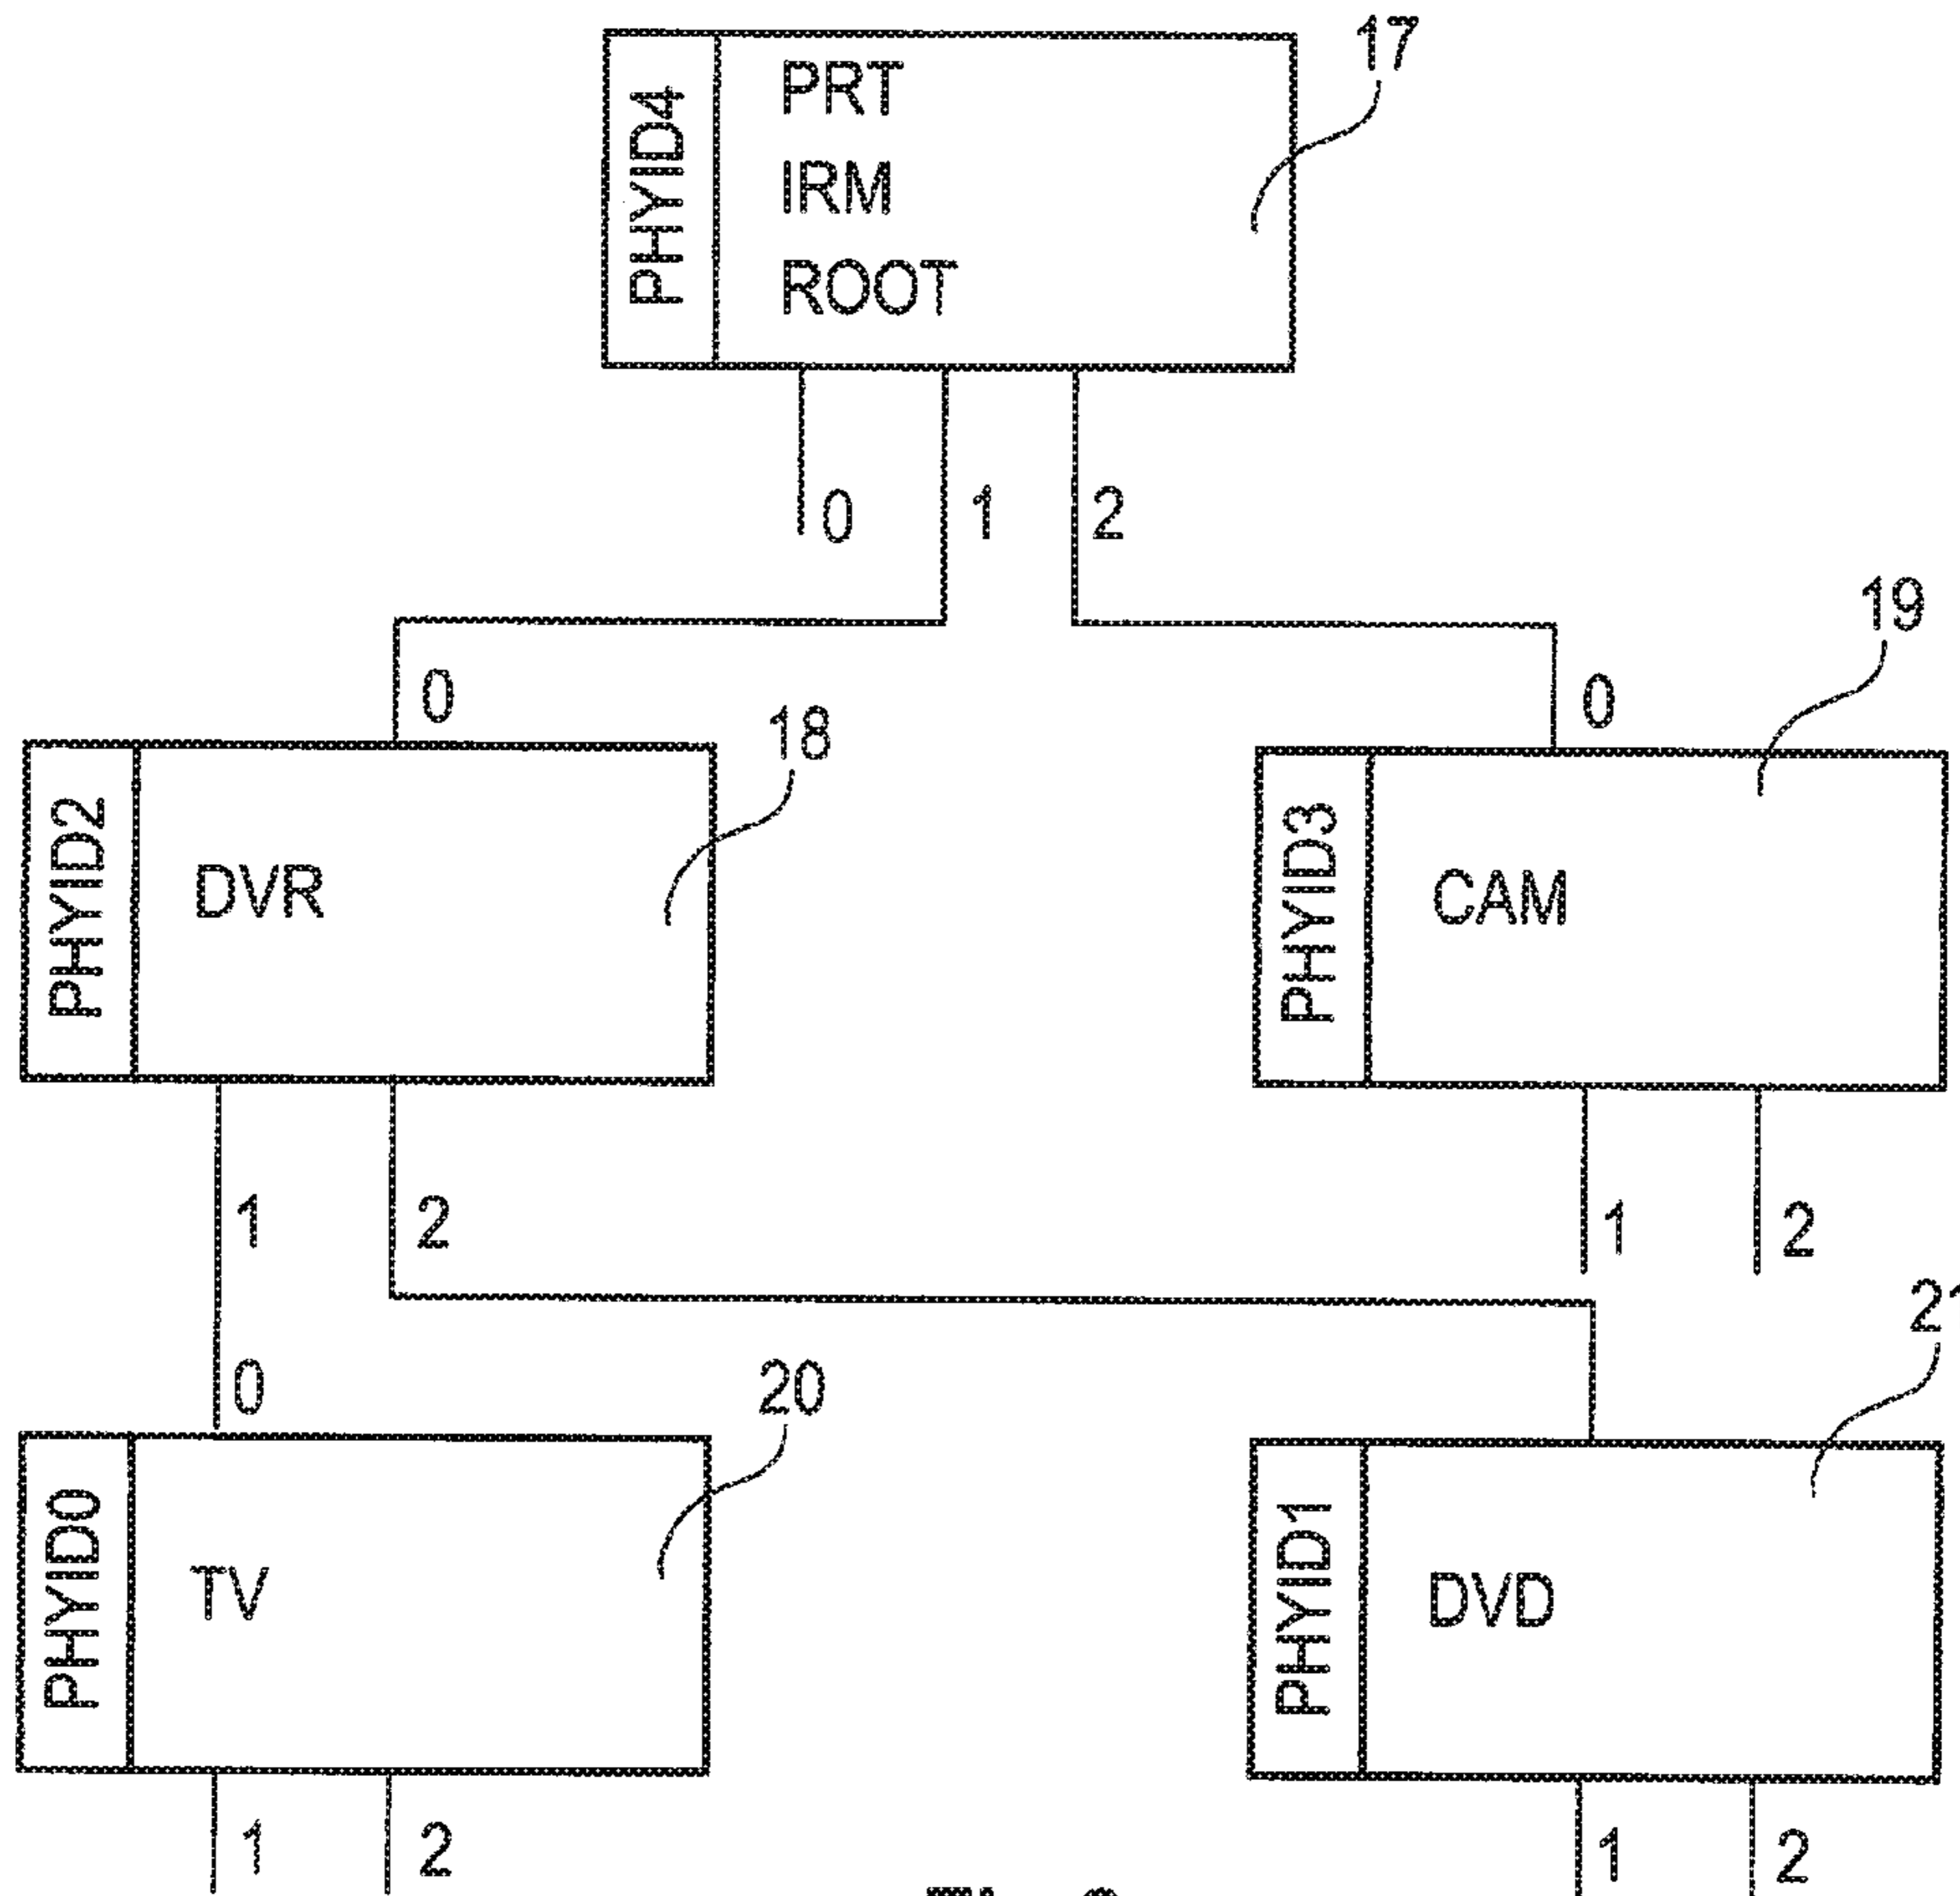 17
PHYID4
PRT
IRM
ROOT
0 1 2
19
0 0
18
PHYID2
DVR
PHYID3
CAM
1 2 1 2
0 20
PHYID0
TV
PHYID1
DVD
1 2 1 2